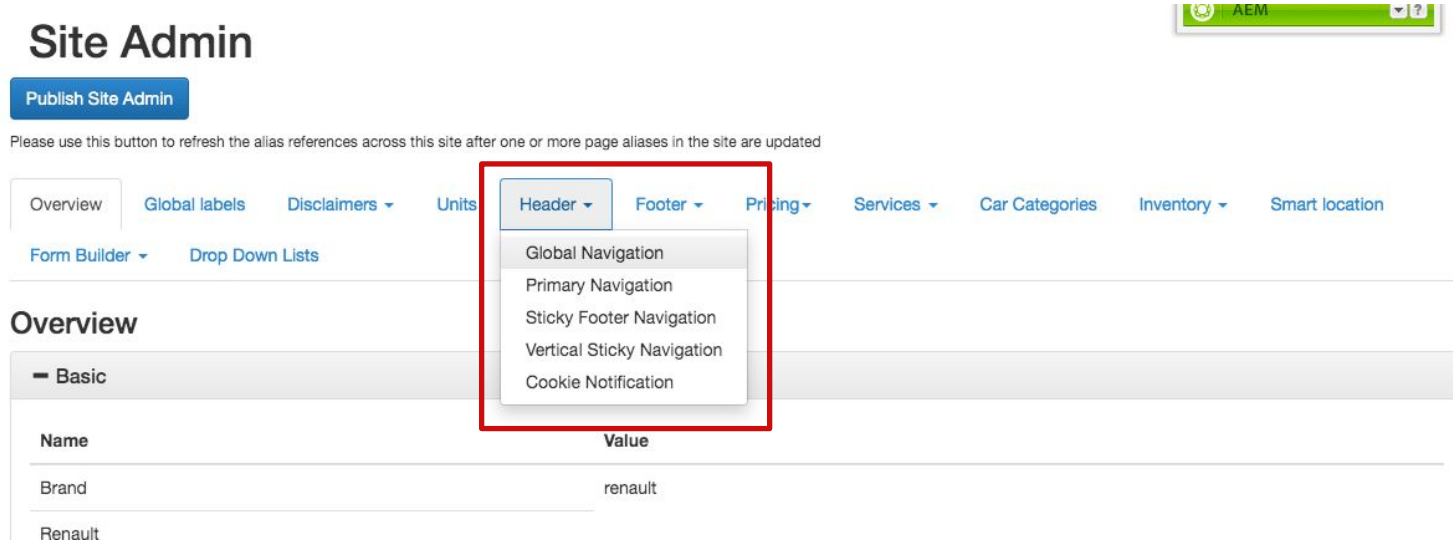 AEM ?
Site Admin
Publish Site Admin
Please use this button to refresh the alias references across this site after one or more page aliases in the site are updated
Overview Global labels Disclaimers Units Header Footer Pricing Services Car Categories Inventory Smart location
Form Builder Drop Down Lists
Global Navigation
Primary Navigation
Sticky Footer Navigation
Vertical Sticky Navigation
Cookie Notification
Overview
Basic
Name Value
Brand renault
Renault